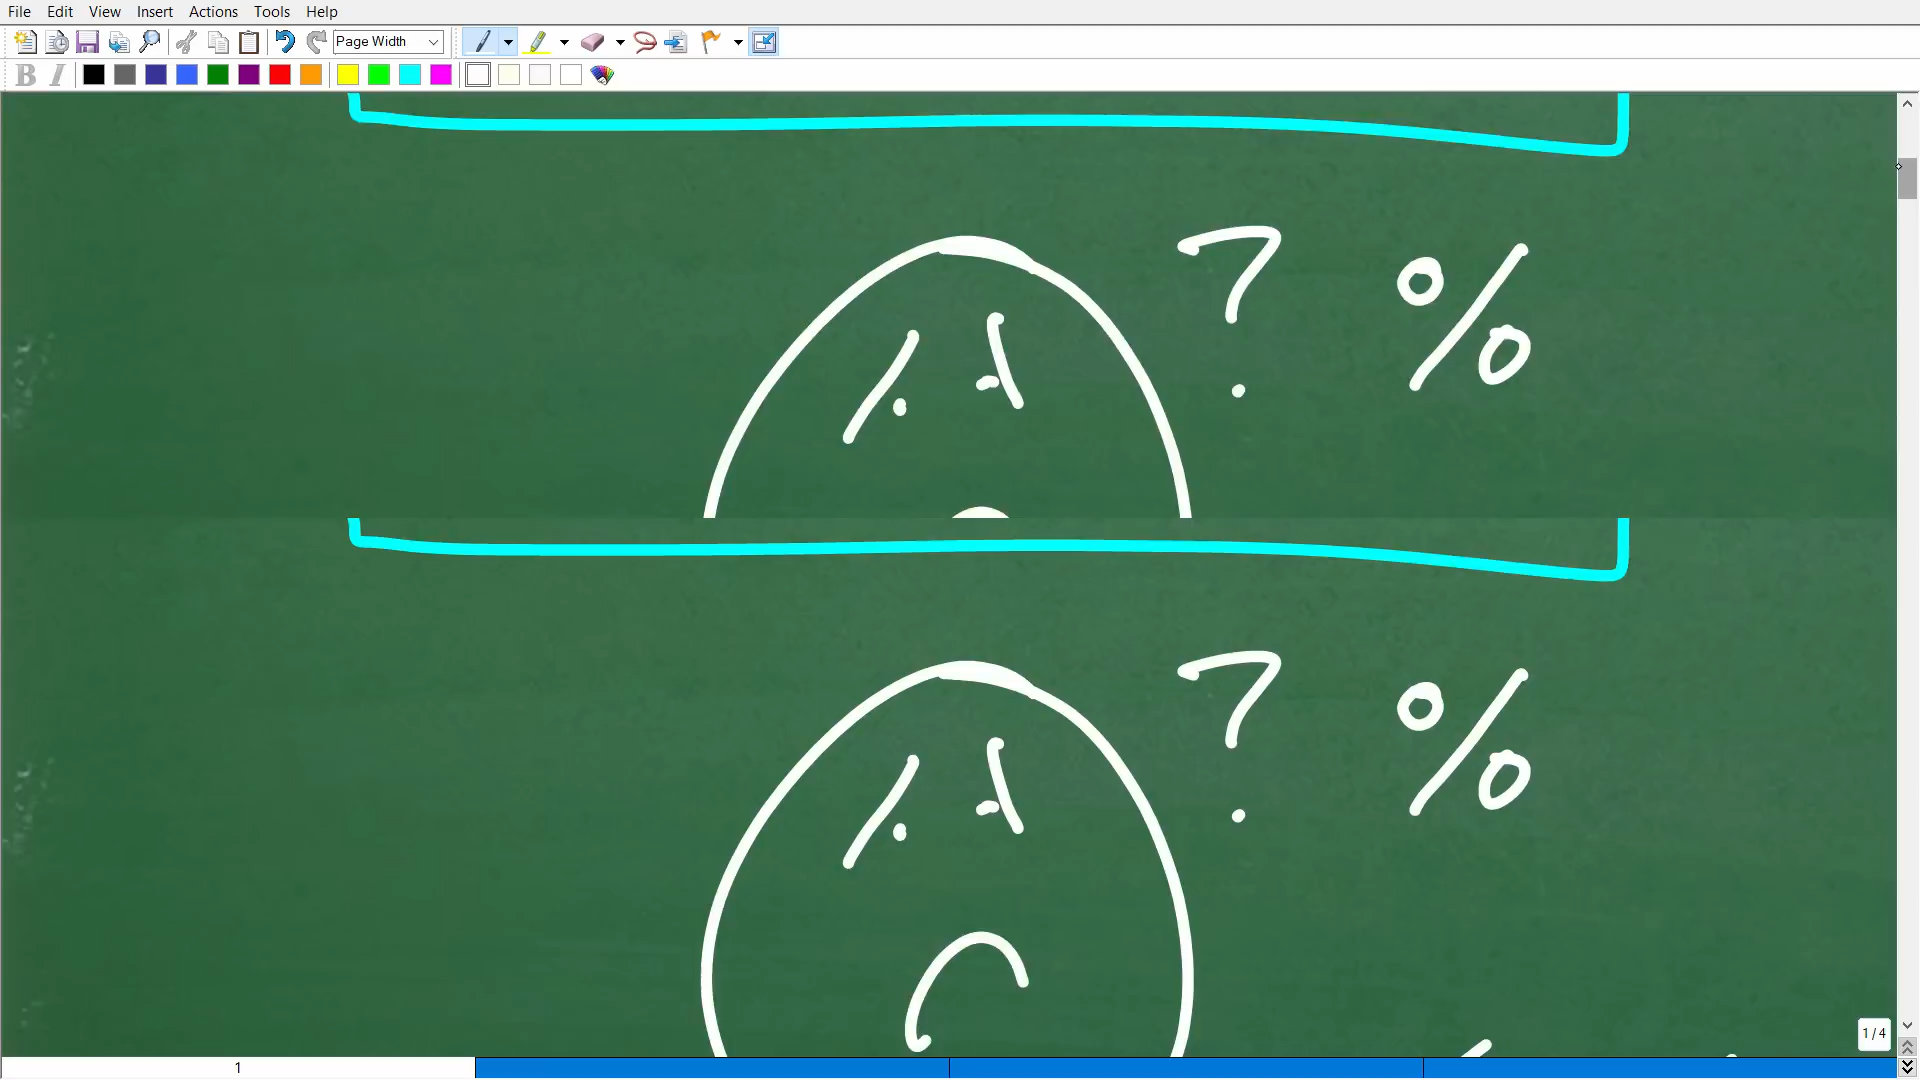 File Edit View Insert Actions Tools Help
Page Width
B I
? %
? %
1 / 4
1